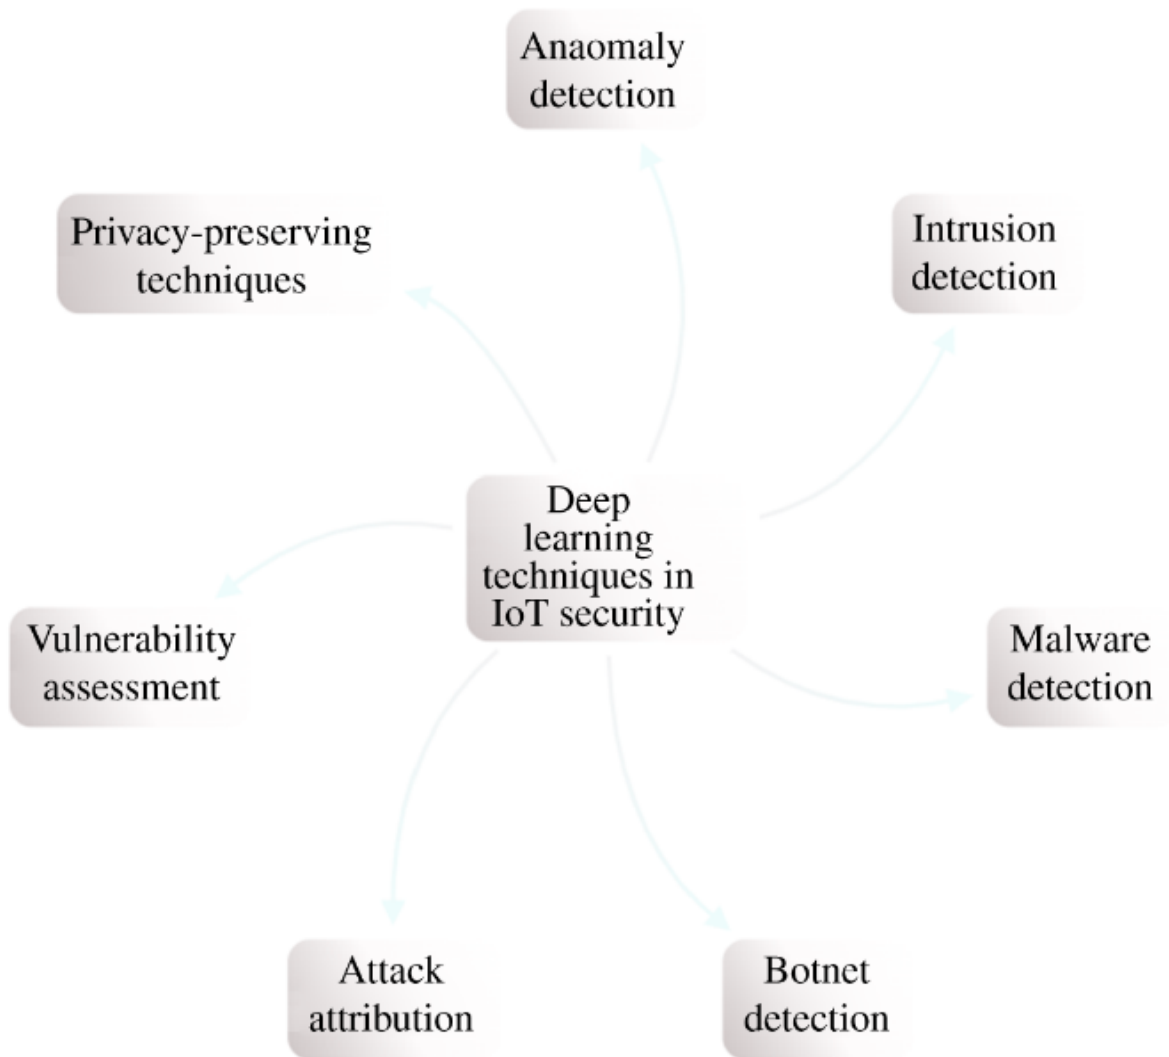 Anaomaly
detection
Privacy-preserving
techniques
Intrusion
detection
Deep
learning
techniques in
IoT security
Vulnerability
assessment
Malware
detection
Attack
attribution
Botnet
detection